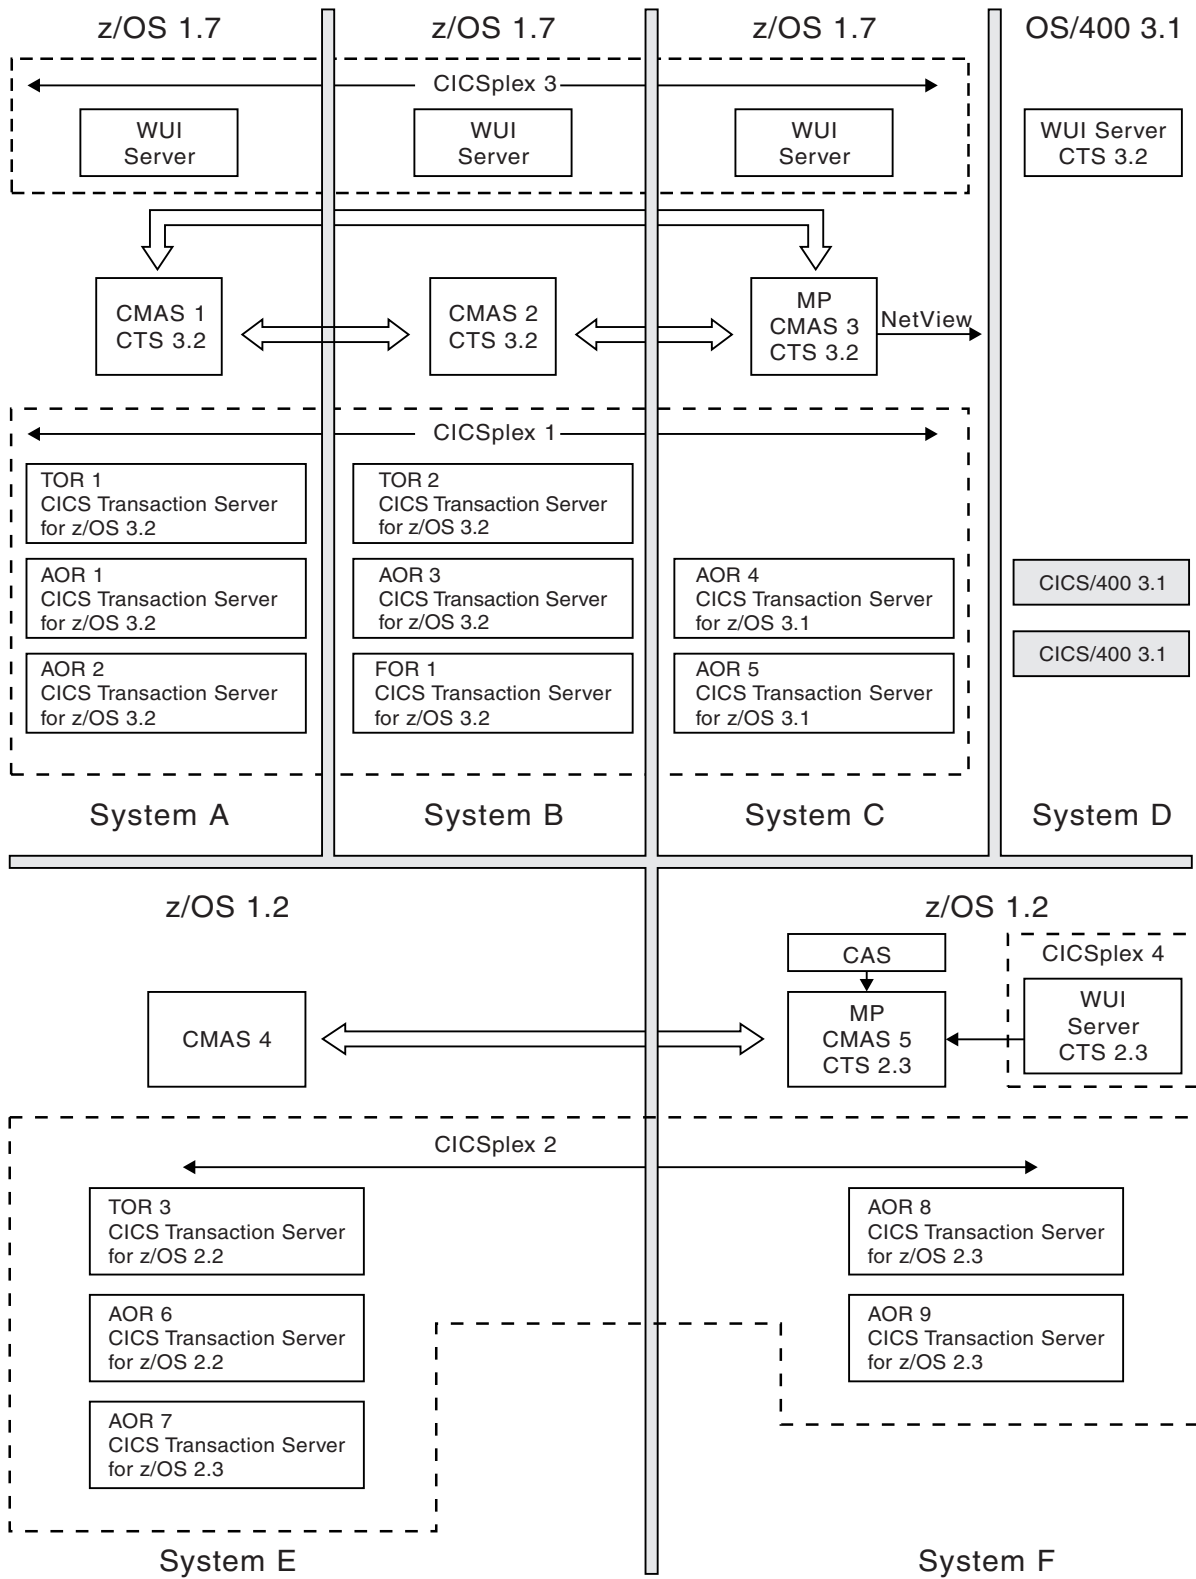 z/OS 1.7
z/OS 1.7
z/OS 1.7
OS/400 3.1
CICSplex 3
WUI
Server
WUI
Server
WUI
Server
WUI Server
CTS 3.2
CMAS 1
CTS 3.2
CMAS 2
CTS 3.2
MP
CMAS 3
CTS 3.2
NetView
CICSplex 1
TOR 1
CICS Transaction Server
for z/OS 3.2
TOR 2
CICS Transaction Server
for z/OS 3.2
AOR 1
CICS Transaction Server
for z/OS 3.2
AOR 3
CICS Transaction Server
for z/OS 3.2
AOR 4
CICS Transaction Server
for z/OS 3.1
CICS/400 3.1
AOR 2
CICS Transaction Server
for z/OS 3.2
FOR 1
CICS Transaction Server
for z/OS 3.2
AOR 5
CICS Transaction Server
for z/OS 3.1
CICS/400 3.1
System A
System B
System C
System D
z/OS 1.2
z/OS 1.2
CAS
CICSplex 4
CMAS 4
MP
CMAS 5
CTS 2.3
WUI
Server
CTS 2.3
CICSplex 2
TOR 3
CICS Transaction Server
for z/OS 2.2
AOR 8
CICS Transaction Server
for z/OS 2.3
AOR 6
CICS Transaction Server
for z/OS 2.2
AOR 9
CICS Transaction Server
for z/OS 2.3
AOR 7
CICS Transaction Server
for z/OS 2.3
System E
System F